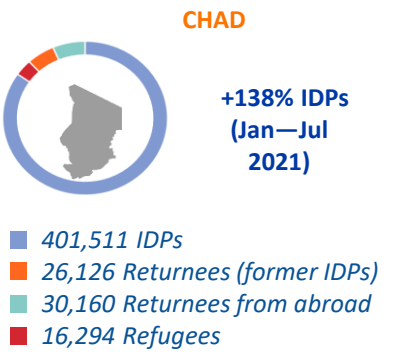 CHAD
+138% IDPs
(Jan—Jul
2021)
401,511 IDPs
26,126 Returnees (former IDPs)
30,160 Returnees from abroad
16,294 Refugees